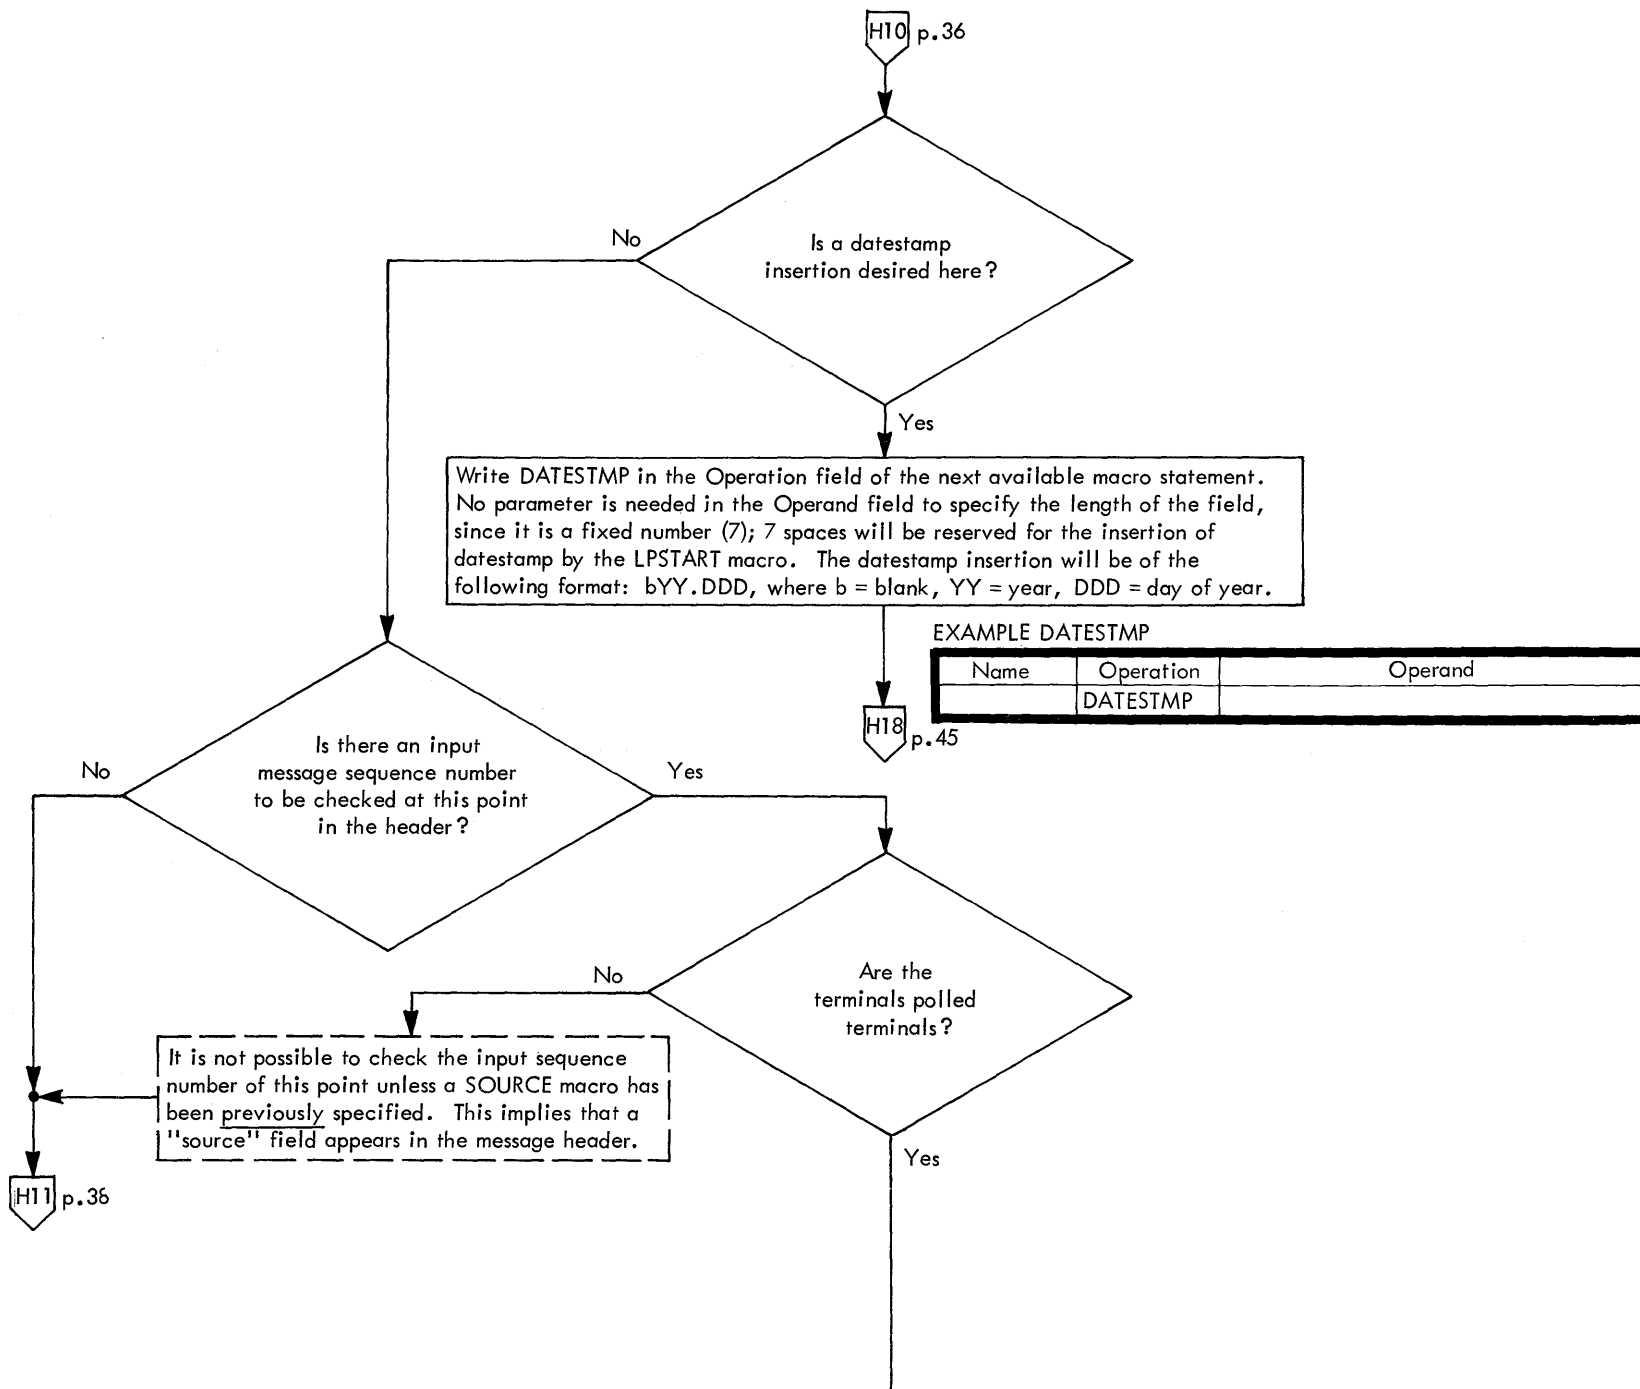 H10 p.36
No
Is a datestamp
insertion desired here?
Yes
Write DATESTMP in the Operation field of the next available macro statement.
No parameter is needed in the Operand field to specify the length of the field,
since it is a fixed number (7); 7 spaces will be reserved for the insertion of
datestamp by the LPSTART macro. The datestamp insertion will be of the
following format: bYY.DDD, where b = blank, YY = year, DDD = day of year.
EXAMPLE DATESTMP
Name Operation Operand
DATESTMP
H18 p.45
Is there an input
message sequence number
to be checked at this point
in the header?
No
Yes
Are the
terminals polled
terminals?
No
It is not possible to check the input sequence
number of this point unless a SOURCE macro has
been previously specified. This implies that a
"source" field appears in the message header.
Yes
H11 p.38